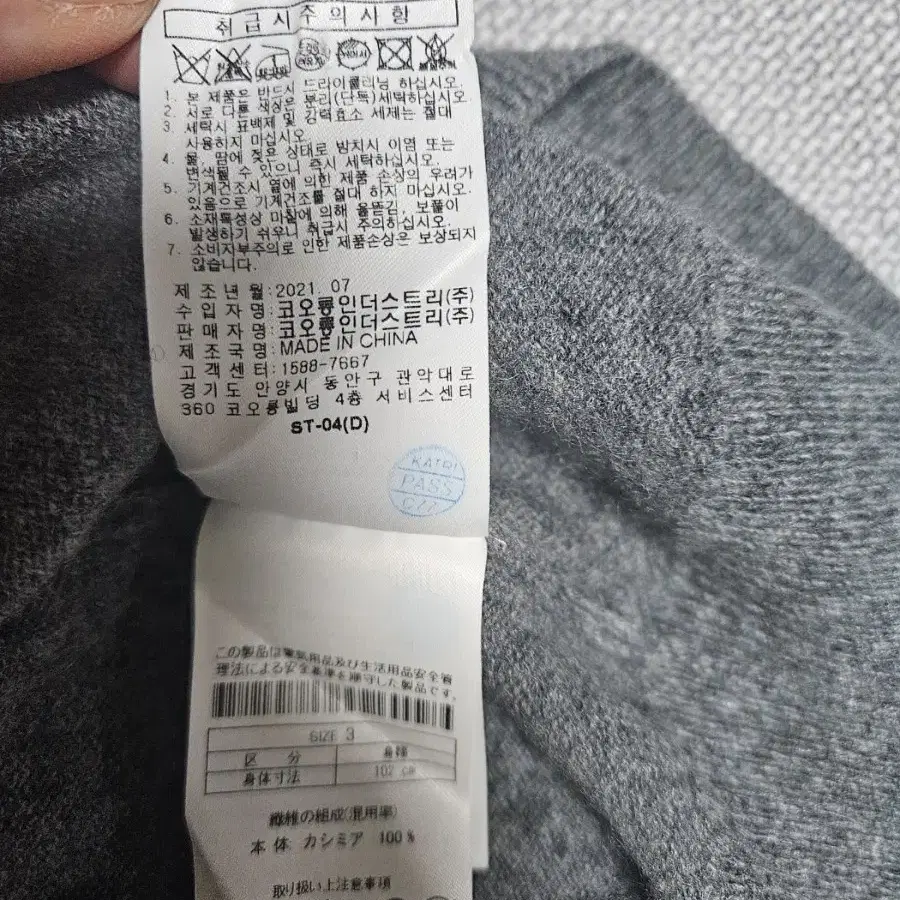 취급시주의사항
1. 본 제품은 반드시 드라이클리닝 하십시오.
2. 서로 다른 색상은 분리(단독)세탁하십시오
3. 세탁시 표백제 및 강력효소 세제는 절대
사용하지 마십시오.
4. 물, 땀에 젖은 상태로 방치시 이염 또는
변색될 수 있으니 즉시 세탁하십시오.
5. 기계건조시 열에 의한 제품 손상의 우려가
있음으로 기계건조를 절대 하지 마십시오.
6. 소재특성상 마찰에 의해 올뜯김, 보풀이
발생하기 쉬우니 취급시 주의하십시오.
7. 소비자부주의로 인한 제품손상은 보상되지
않습니다.
제조년월:2021. 07
수입자명:코오롱인더스트리(주)
판매자명:코오롱인더스트리(주)
제조국명:MADE IN CHINA
고객센터:1588-7667
경기도 안양시 동안구 관악대로
360 코오롱빌딩 4층 서비스센터
ST-04(D)
KATRI
PASS
C77
この製品は電気用品及び生活用品安
理法による安
製品です。
SIZE 3
区 分
身体寸法 102 cm
繊維の組成(混用率)
本体 カシミア 100 %
取り扱い上注意事項